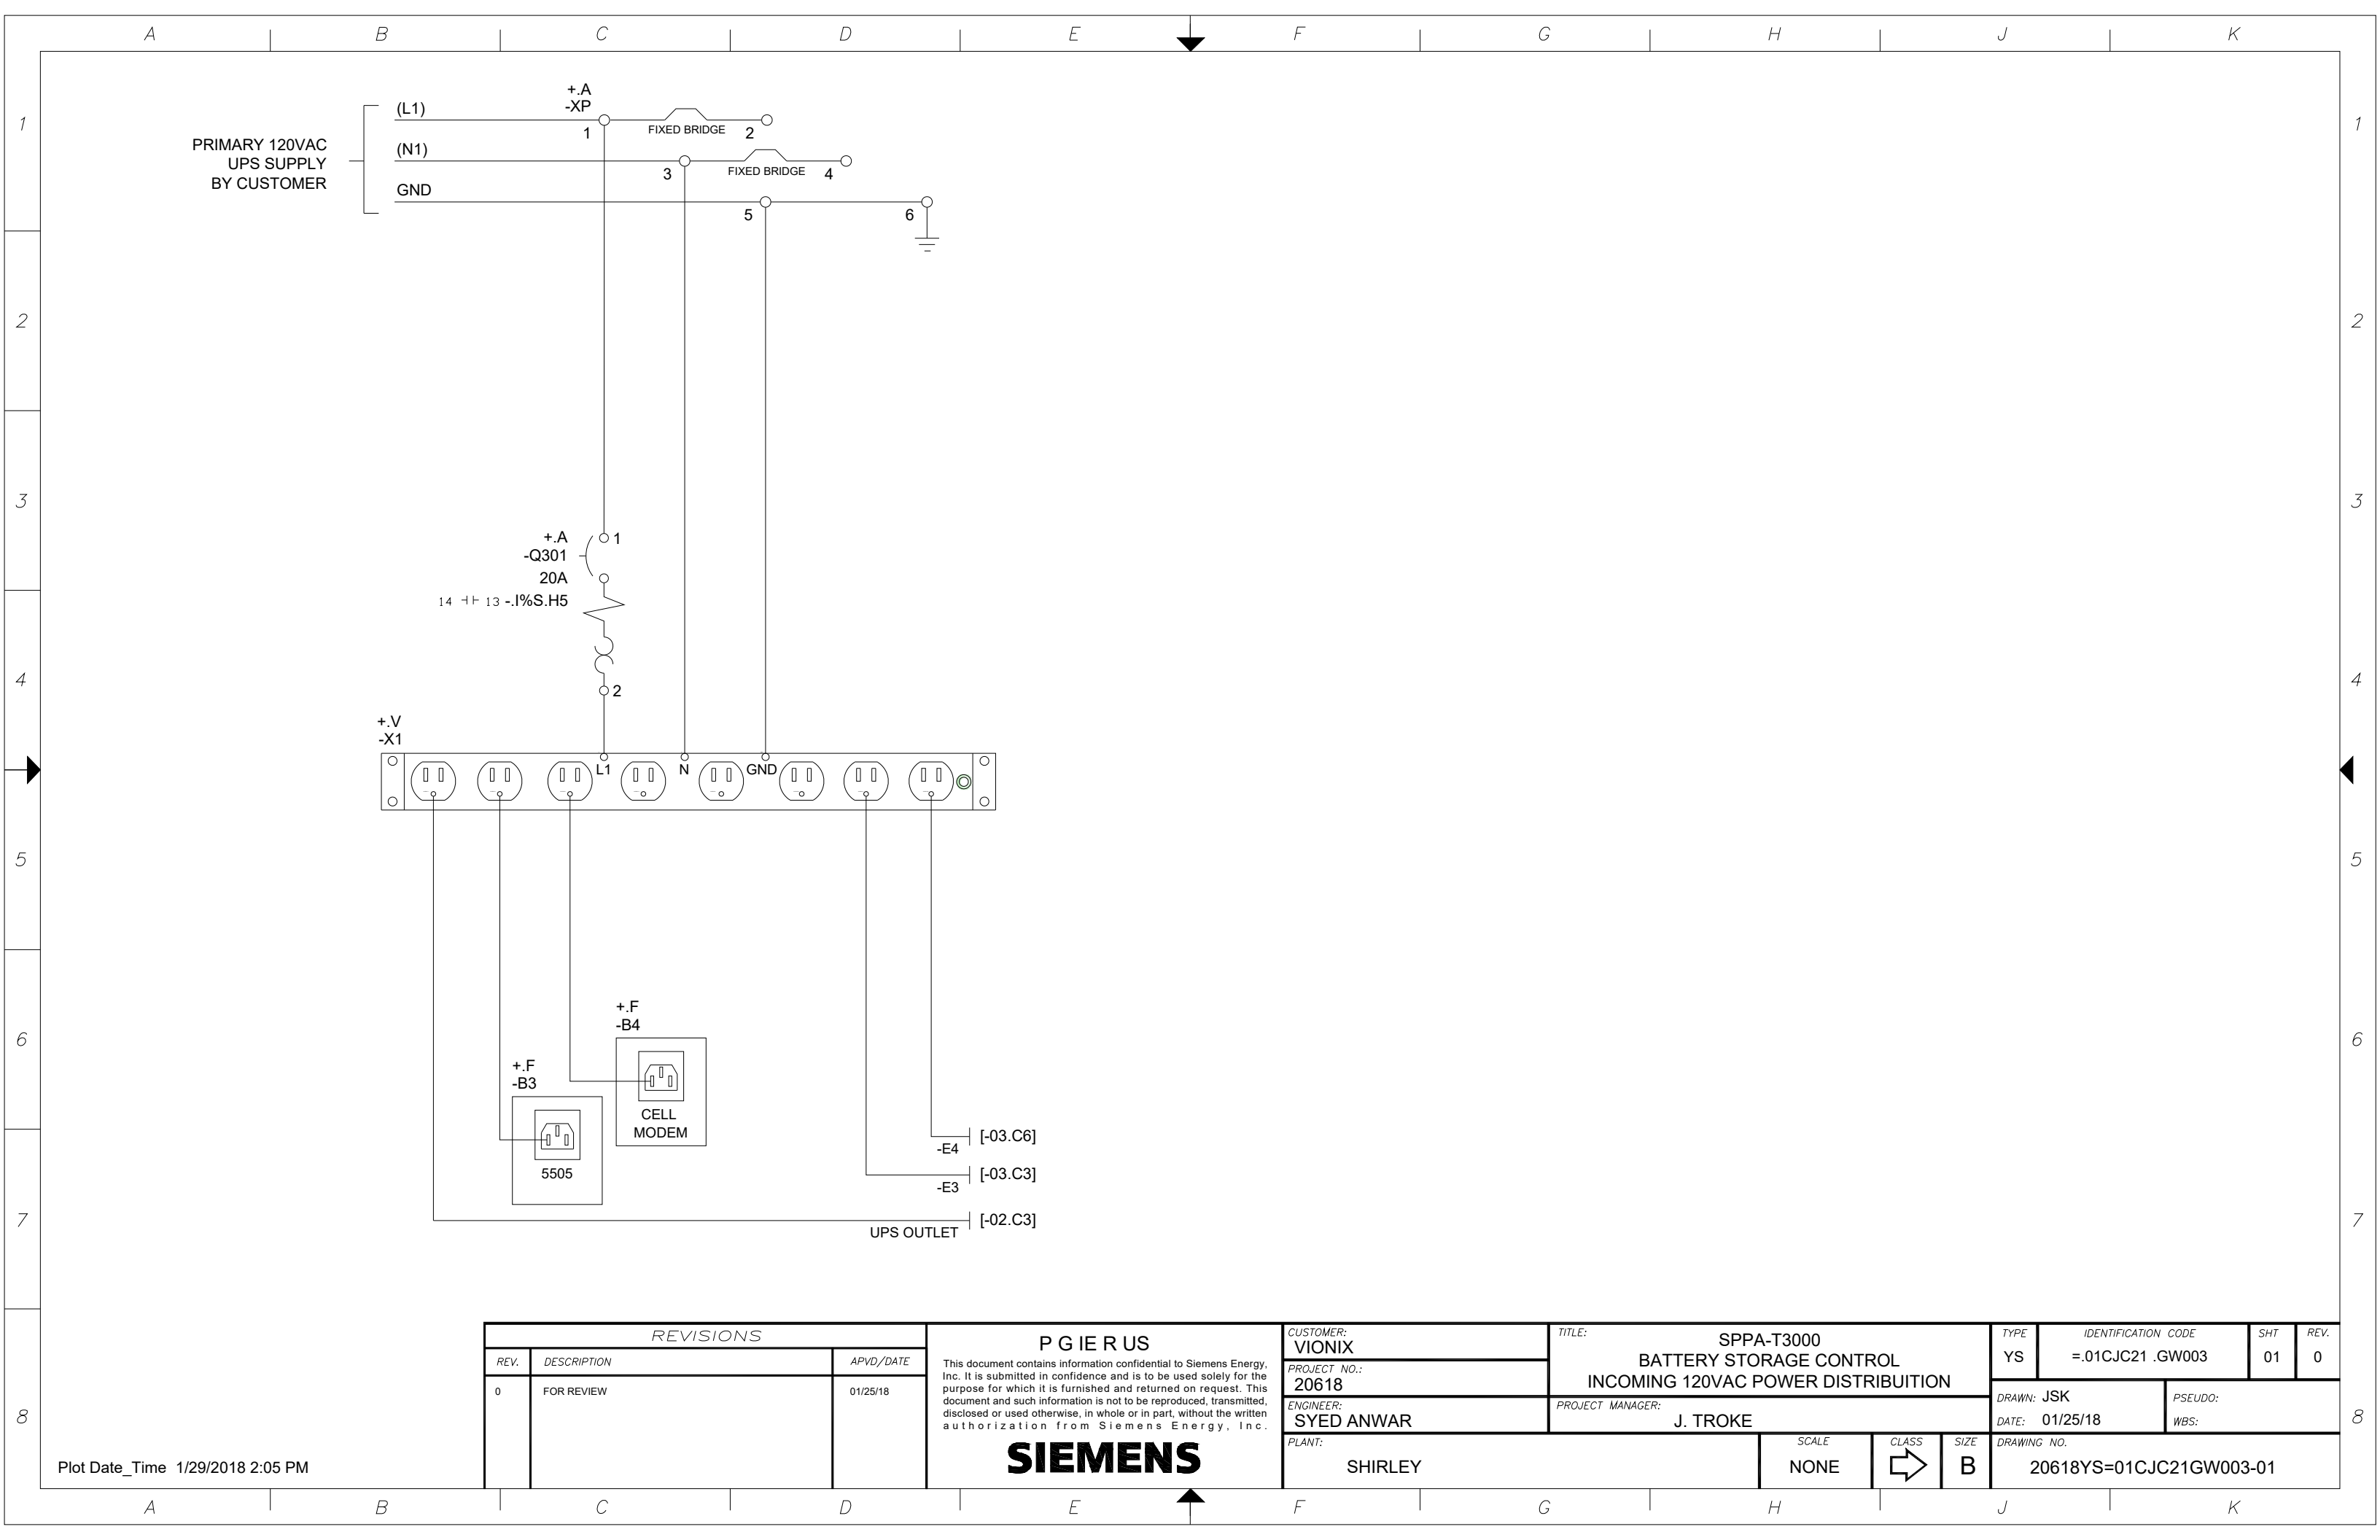 A B C D E F G H J K
1 1
2 2
3 3
4 4
5 5
6 6
7 7
8 8
PRIMARY 120VAC
UPS SUPPLY
BY CUSTOMER
(L1)
(N1)
GND
+.A
-XP
1
FIXED BRIDGE
2
3
FIXED BRIDGE
4
5
6
+.A
-Q301
20A
14 13 -.I%S.H5
1
2
+.V
-X1
L1
N
GND
+.F
-B4
CELL
MODEM
+.F
-B3
5505
-E4
[-03.C6]
-E3
[-03.C3]
UPS OUTLET
[-02.C3]
Plot Date_Time 1/29/2018 2:05 PM
REVISIONS
REV. DESCRIPTION APVD/DATE
0 FOR REVIEW 01/25/18
P G IE R US
This document contains information confidential to Siemens Energy,
Inc. It is submitted in confidence and is to be used solely for the
purpose for which it is furnished and returned on request. This
document and such information is not to be reproduced, transmitted,
disclosed or used otherwise, in whole or in part, without the written
authorization from Siemens Energy, Inc.
SIEMENS
CUSTOMER:
VIONIX
PROJECT NO.:
20618
ENGINEER:
SYED ANWAR
PLANT:
SHIRLEY
TITLE:
SPPA-T3000
BATTERY STORAGE CONTROL
INCOMING 120VAC POWER DISTRIBUITION
PROJECT MANAGER:
J. TROKE
SCALE
NONE
CLASS
SIZE
B
TYPE
YS
IDENTIFICATION CODE
=.01CJC21 .GW003
SHT
01
REV.
0
DRAWN: JSK
DATE: 01/25/18
PSEUDO:
WBS:
DRAWING NO.
20618YS=01CJC21GW003-01
A B C D E F G H J K